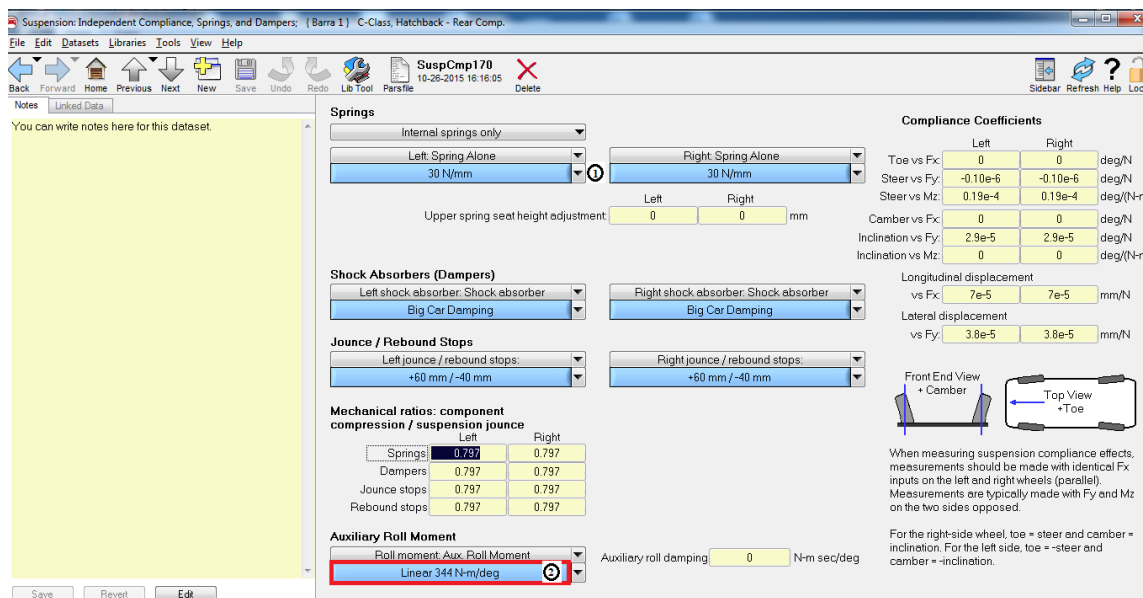 Suspension: Independent Compliance, Springs, and Dampers; { Barra 1 } C-Class, Hatchback - Rear Comp.
File Edit Datasets Libraries Tools View Help
SuspCmp170
10-26-2015 16:16:05
Back Forward Home Previous Next New Save Undo Redo Lib Tool Parsfile Delete Sidebar Refresh Help Loc
Notes Linked Data
You can write notes here for this dataset.
Springs
Internal springs only
Left: Spring Alone Right: Spring Alone
30 N/mm 1 30 N/mm
Left Right
Upper spring seat height adjustment: 0 0 mm
Shock Absorbers (Dampers)
Left shock absorber: Shock absorber Right shock absorber: Shock absorber
Big Car Damping Big Car Damping
Jounce / Rebound Stops
Left jounce / rebound stops: Right jounce / rebound stops:
+60 mm / -40 mm +60 mm / -40 mm
Mechanical ratios: component
compression / suspension jounce
Left Right
Springs 0.797 0.797
Dampers 0.797 0.797
Jounce stops 0.797 0.797
Rebound stops 0.797 0.797
Auxiliary Roll Moment
Roll moment: Aux. Roll Moment Auxiliary roll damping: 0 N-m sec/deg
Linear 344 N-m/deg 2
Compliance Coefficients
Left Right
Toe vs Fx: 0 0 deg/N
Steer vs Fy: -0.10e-6 -0.10e-6 deg/N
Steer vs Mz: 0.19e-4 0.19e-4 deg/(N-m
Camber vs Fx: 0 0 deg/N
Inclination vs Fy: 2.9e-5 2.9e-5 deg/N
Inclination vs Mz: 0 0 deg/(N-m
Longitudinal displacement
vs Fx: 7e-5 7e-5 mm/N
Lateral displacement
vs Fy: 3.8e-5 3.8e-5 mm/N
Front End View
+ Camber
Top View
+Toe
When measuring suspension compliance effects,
measurements should be made with identical Fx
inputs on the left and right wheels (parallel).
Measurements are typically made with Fy and Mz
on the two sides opposed.
For the right-side wheel, toe = steer and camber =
inclination. For the left side, toe = -steer and
camber = -inclination.
Save Revert Edit